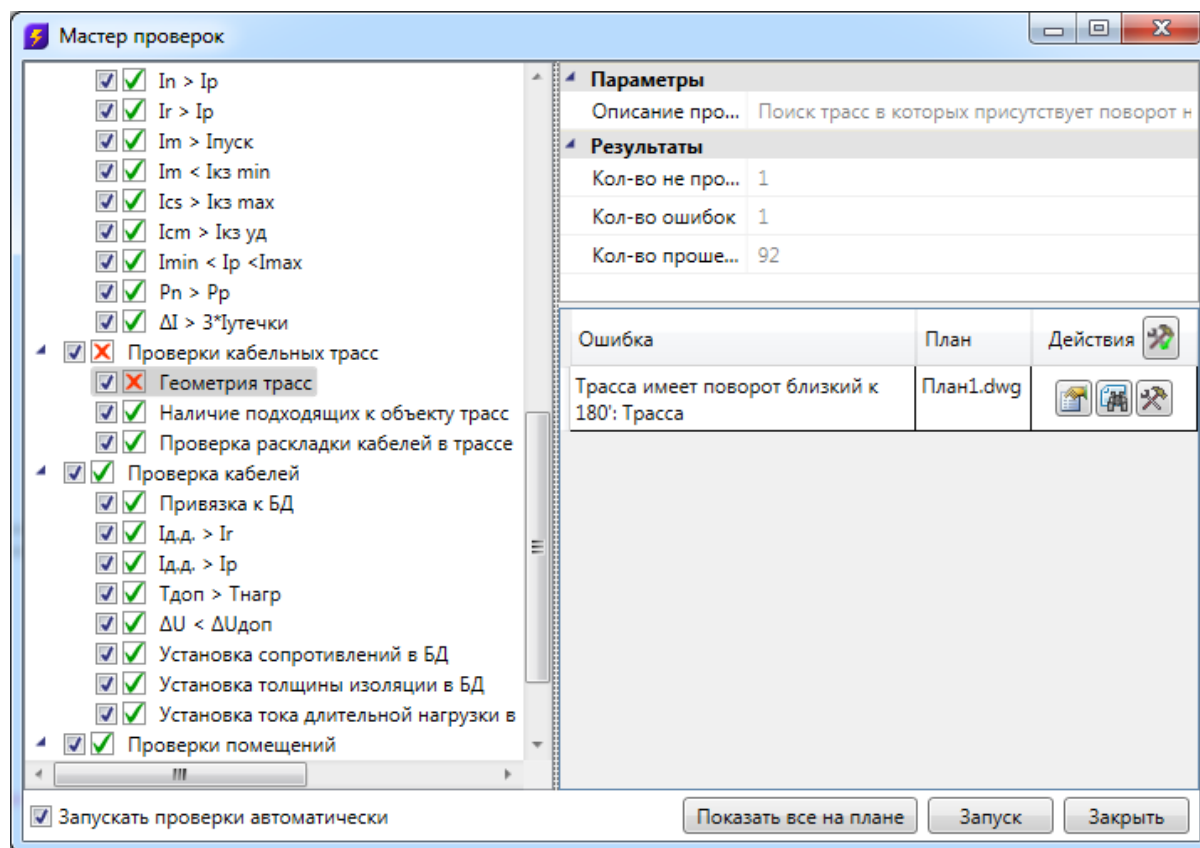 Мастер проверок
In > Iр
Ir > Iр
Im > Iпуск
Im < Iкз min
Ics > Iкз max
Icm > Iкз уд
Imin < Iр <Imax
Pn > Pр
ΔI > 3*Iутечки
Проверки кабельных трасс
Геометрия трасс
Наличие подходящих к объекту трасс
Проверка раскладки кабелей в трассе
Проверка кабелей
Привязка к БД
Iд.д. > Ir
Iд.д. > Iр
Tдоп > Tнагр
ΔU < ΔUдоп
Установка сопротивлений в БД
Установка толщины изоляции в БД
Установка тока длительной нагрузки в
Проверки помещений
Параметры
Описание про... Поиск трасс в которых присутствует поворот н
Результаты
Кол-во не про... 1
Кол-во ошибок 1
Кол-во проше... 92
Ошибка План Действия
Трасса имеет поворот близкий к План1.dwg
180': Трасса
Запускать проверки автоматически
Показать все на плане Запуск Закрыть